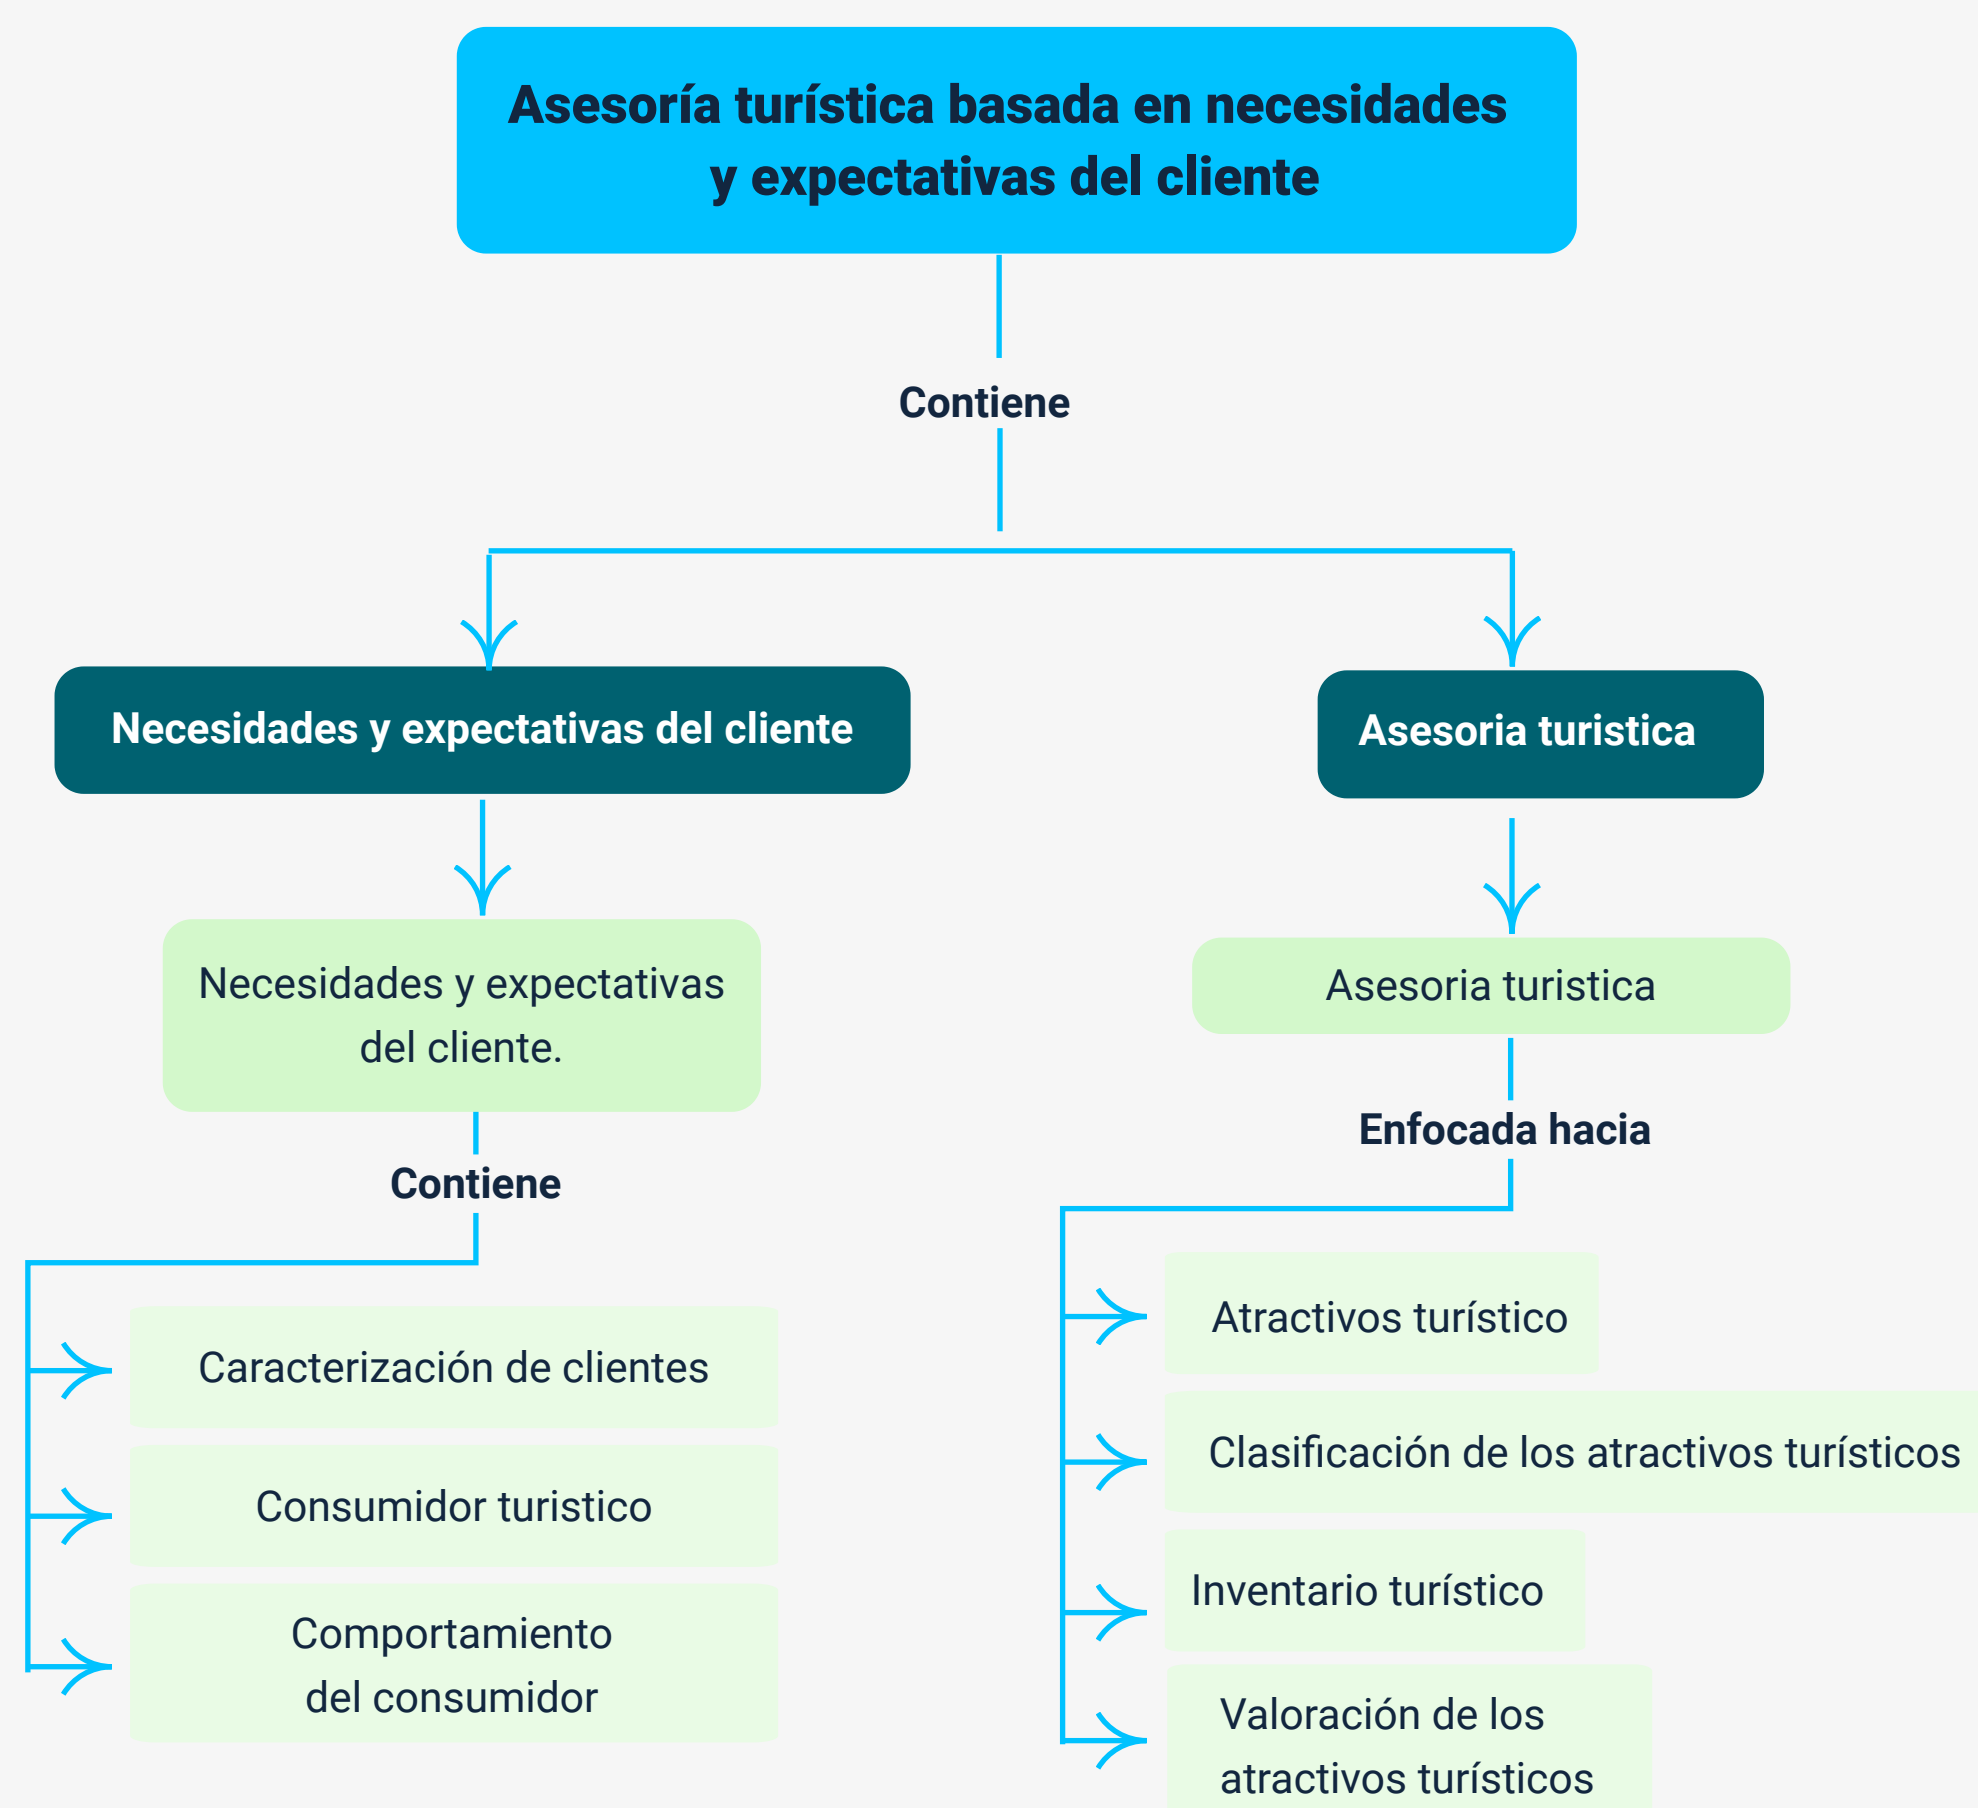 Asesoría turística basada en necesidades
y expectativas del cliente
Contiene
Necesidades y expectativas del cliente
Asesoria turistica
Necesidades y expectativas
del cliente.
Contiene
Caracterización de clientes
Consumidor turistico
Comportamiento
del consumidor
Asesoria turistica
Enfocada hacia
Atractivos turístico
Clasificación de los atractivos turísticos
Inventario turístico
Valoración de los
atractivos turísticos